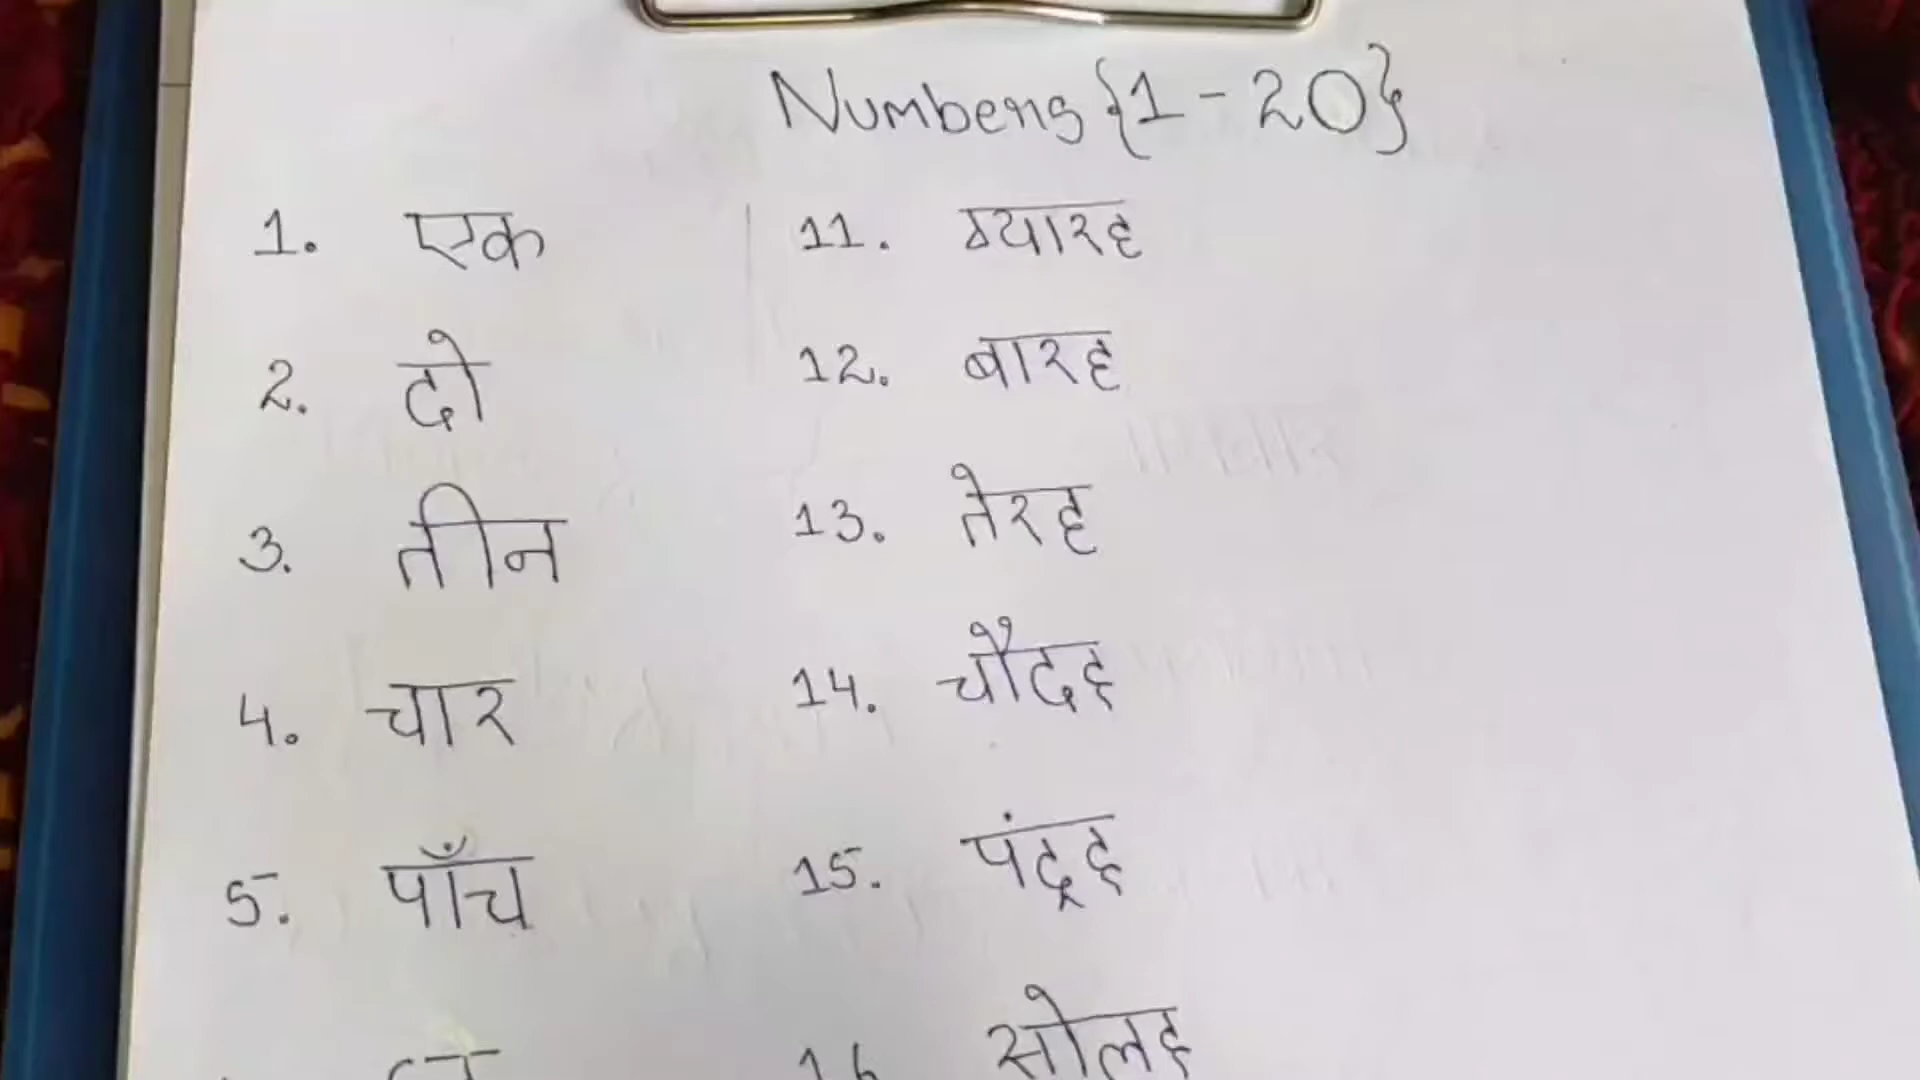 Numbers {1-20}
1. एक
2. दो
3. तीन
4. चार
5. पाँच
11. ग्यारह
12. बारह
13. तेरह
14. चौदह
15. पंद्रह
16 सोलह